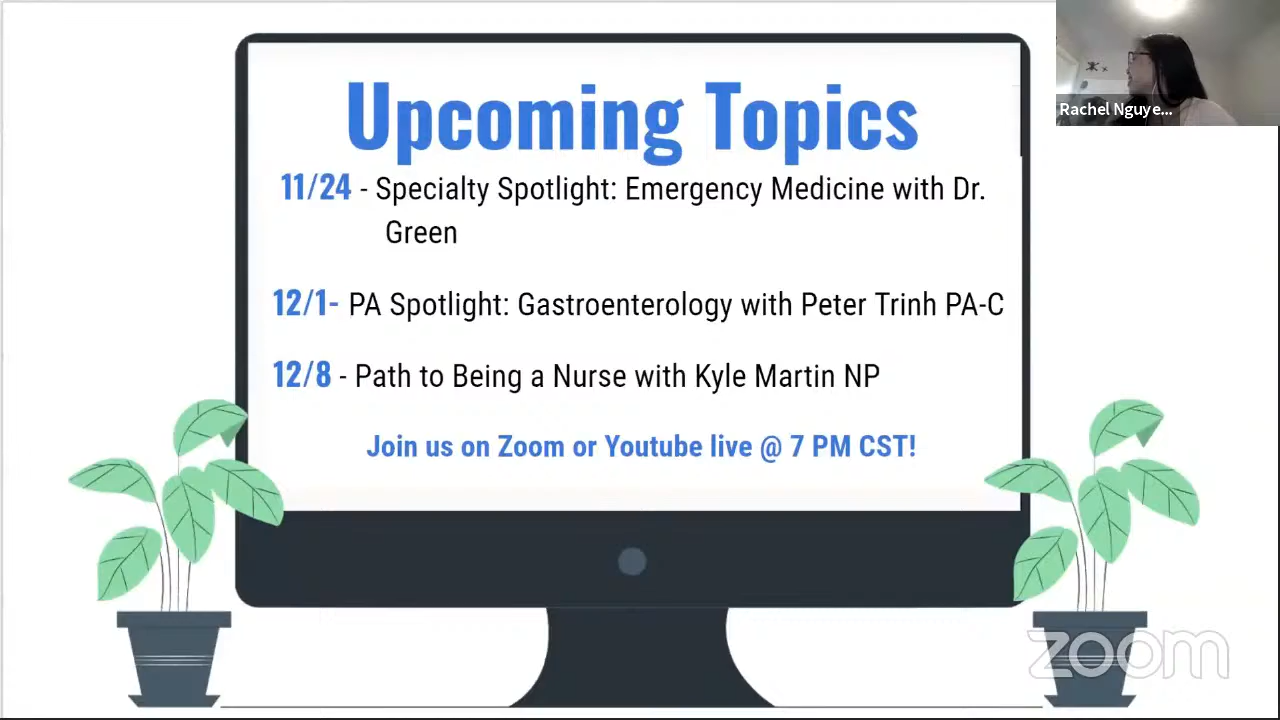 Upcoming Topics
11/24 - Specialty Spotlight: Emergency Medicine with Dr.
Green
12/1- PA Spotlight: Gastroenterology with Peter Trinh PA-C
12/8 - Path to Being a Nurse with Kyle Martin NP
Join us on Zoom or Youtube live @ 7 PM CST!
Rachel Nguye...
zoom